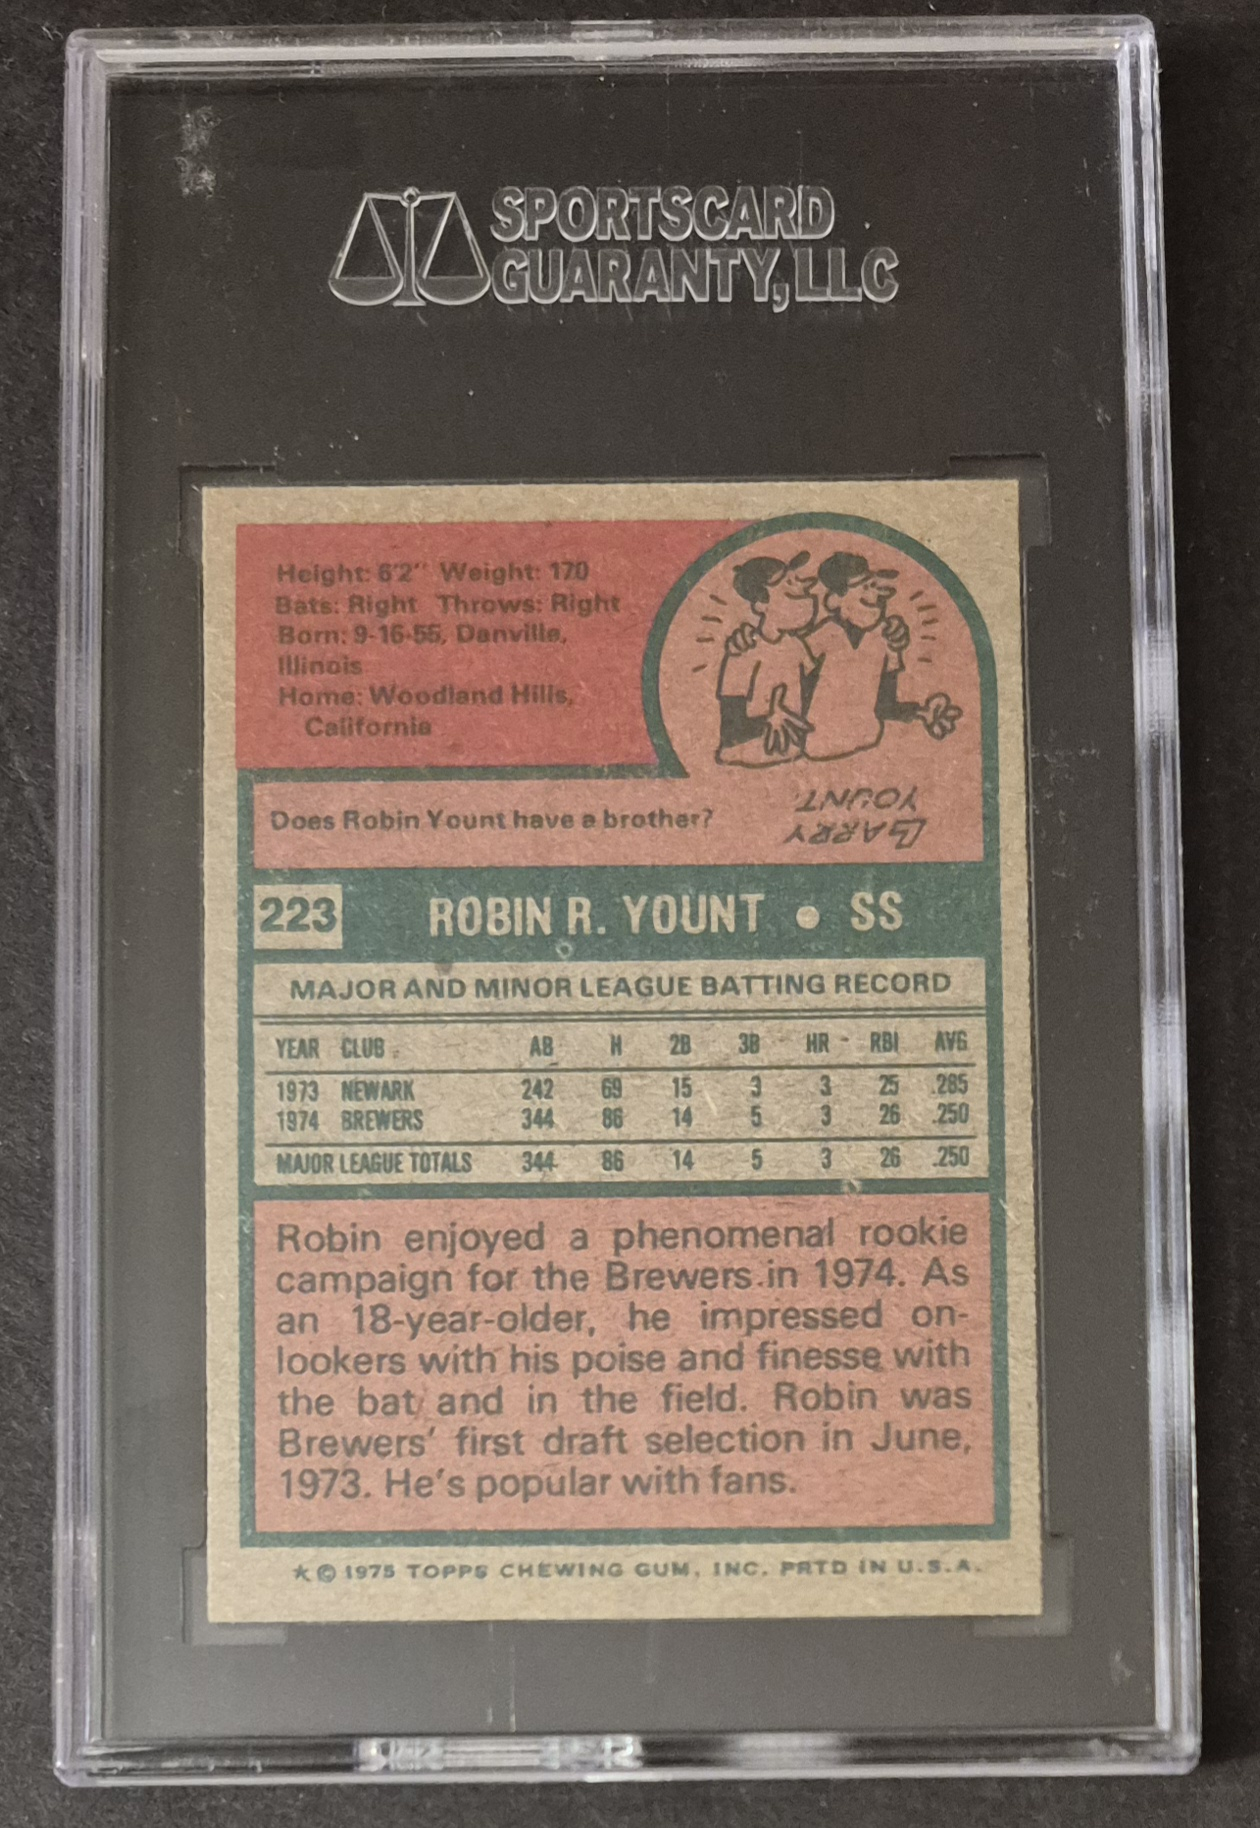 SPORTSCARD
GUARANTY, LLC
Height: 6'2" Weight: 170
Bats: Right Throws: Right
Born: 9-16-55, Danville,
Illinois
Home: Woodland Hills,
California
Does Robin Yount have a brother?
LARRY
YOUNT.
223 ROBIN R. YOUNT • SS
MAJOR AND MINOR LEAGUE BATTING RECORD
YEAR CLUB AB H 2B 3B HR RBI AVG
1973 NEWARK 242 69 15 3 3 25 .285
1974 BREWERS 344 86 14 5 3 26 .250
MAJOR LEAGUE TOTALS 344 86 14 5 3 26 .250
Robin enjoyed a phenomenal rookie
campaign for the Brewers in 1974. As
an 18-year-older, he impressed on-
lookers with his poise and finesse with
the bat and in the field. Robin was
Brewers' first draft selection in June,
1973. He's popular with fans.
★ © 1975 TOPPS CHEWING GUM, INC. PRTD IN U.S.A.